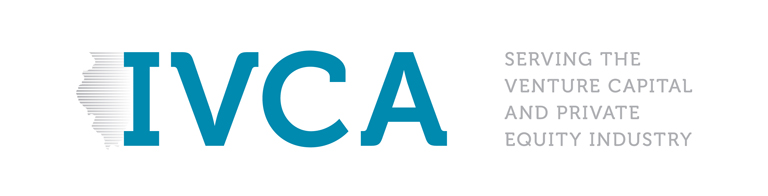 IVCA
SERVING THE
VENTURE CAPITAL
AND PRIVATE
EQUITY INDUSTRY